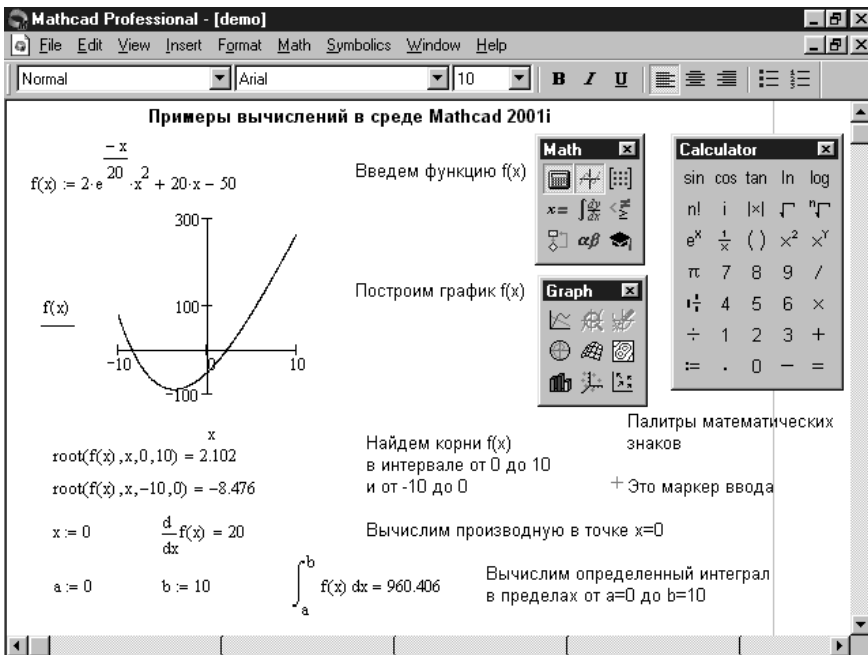 Mathcad Professional - [demo]
File Edit View Insert Format Math Symbolics Window Help
Normal Arial 10 B I U
Примеры вычислений в среде Mathcad 2001i
f(x) := 2·e^(-x/20)·x^2 + 20·x − 50
Введем функцию f(x)
300
100
-100
-10 0 10
f(x)
x
Построим график f(x)
Math
x=
αβ
Graph
Calculator
sin cos tan ln log
n! i |×| √ ⁿ√
e^x 1/x ( ) ×² ×^Y
π 7 8 9 /
4 5 6 ×
÷ 1 2 3 +
:= . 0 − =
Палитры математических
знаков
root(f(x),x,0,10) = 2.102
root(f(x),x,−10,0) = −8.476
Найдем корни f(x)
в интервале от 0 до 10
и от -10 до 0
Это маркер ввода
x := 0 d/dx f(x) = 20
Вычислим производную в точке x=0
a := 0 b := 10 ∫_a^b f(x) dx = 960.406
Вычислим определенный интеграл
в пределах от a=0 до b=10